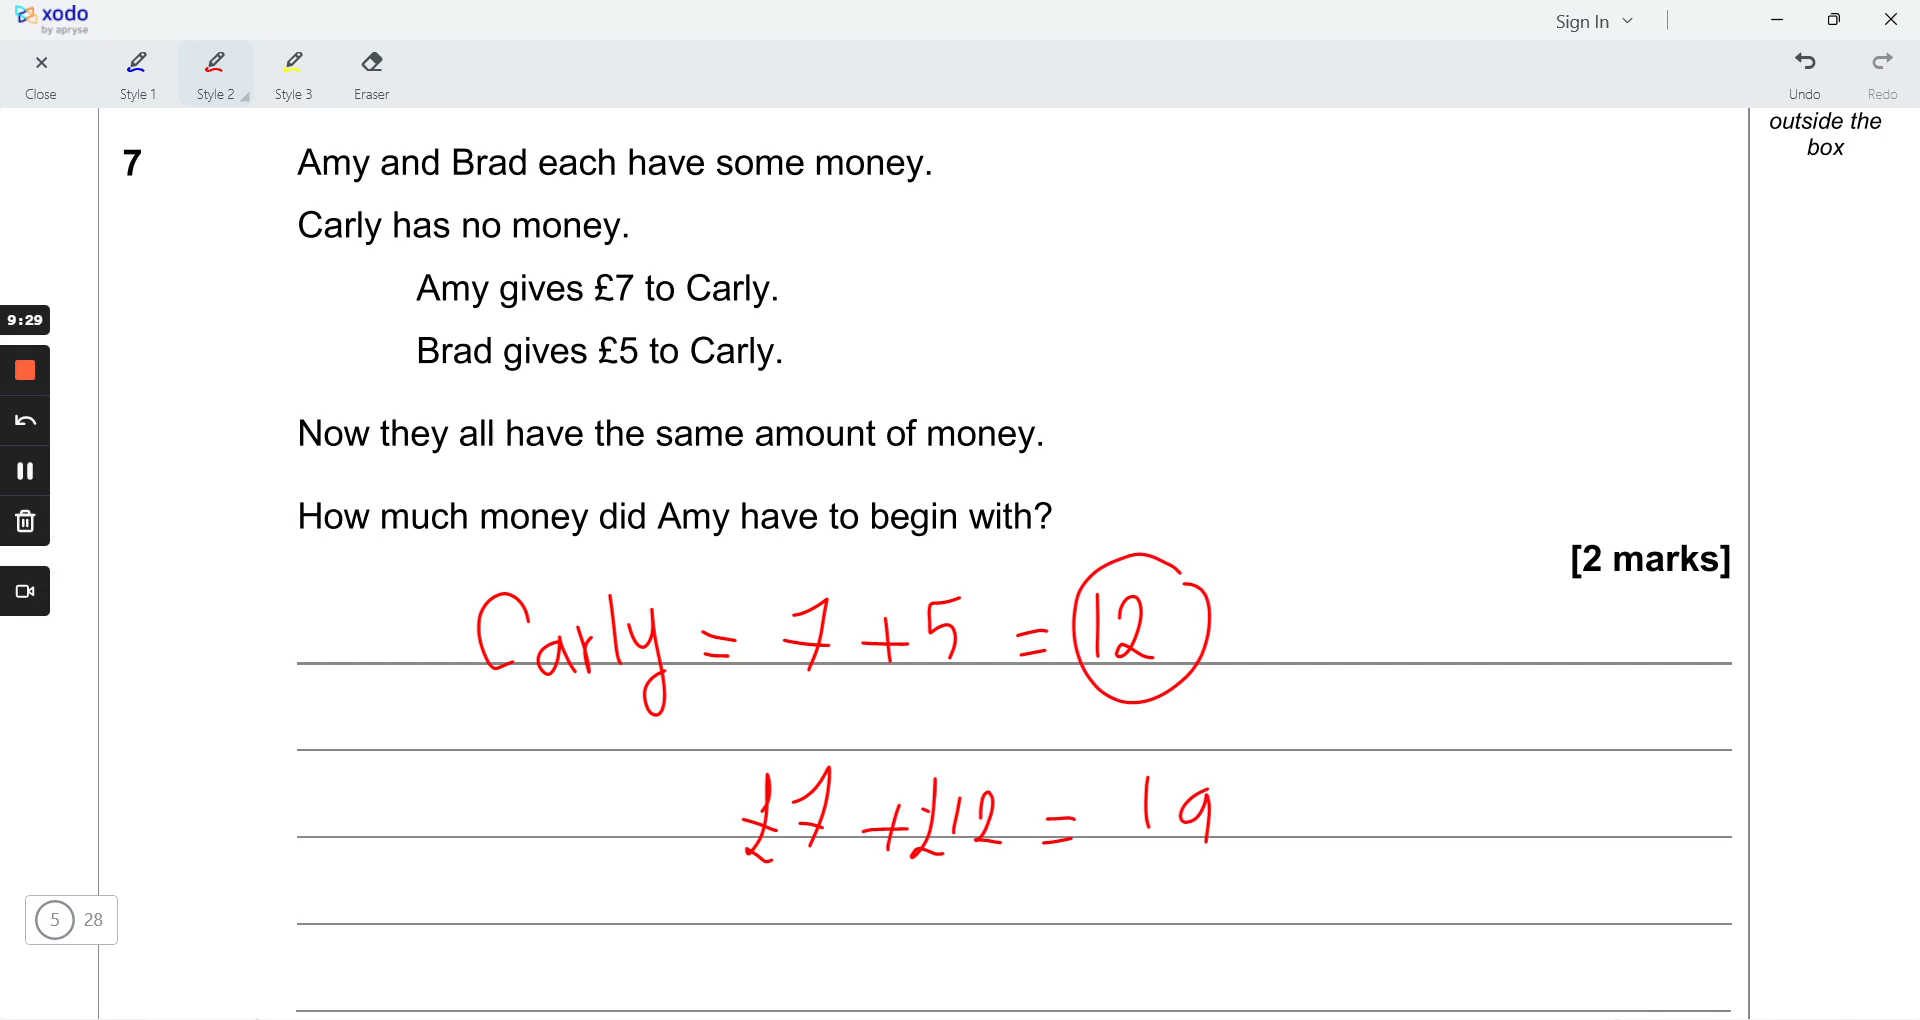 xodo
by apryse
Sign In
Close
Style 1
Style 2
Style 3
Eraser
Undo
Redo
outside the
box
7 Amy and Brad each have some money.
Carly has no money.
Amy gives £7 to Carly.
9:29
Brad gives £5 to Carly.
Now they all have the same amount of money.
How much money did Amy have to begin with?
[2 marks]
Carly = 7 + 5 = 12
£7 + £12 = 19
5 28